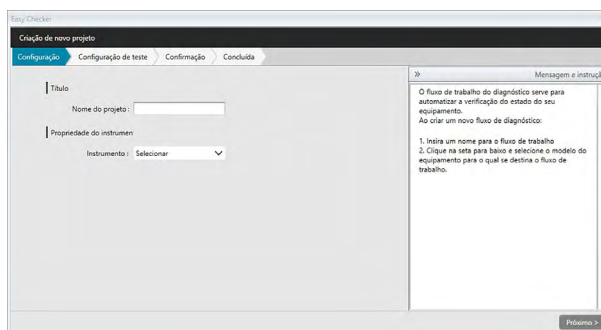 Easy Checker
Criação de novo projeto
Configuração Configuração de teste Confirmação Concluída
Título
Nome do projeto :
Propriedade do instrumen
Instrumento : Selecionar
» Mensagem e instruçã
O fluxo de trabalho do diagnóstico serve para
automatizar a verificação do estado do seu
equipamento.
Ao criar um novo fluxo de diagnóstico:
1. Insira um nome para o fluxo de trabalho
2. Clique na seta para baixo e selecione o modelo do
equipamento para o qual se destina o fluxo de
trabalho.
Próximo >